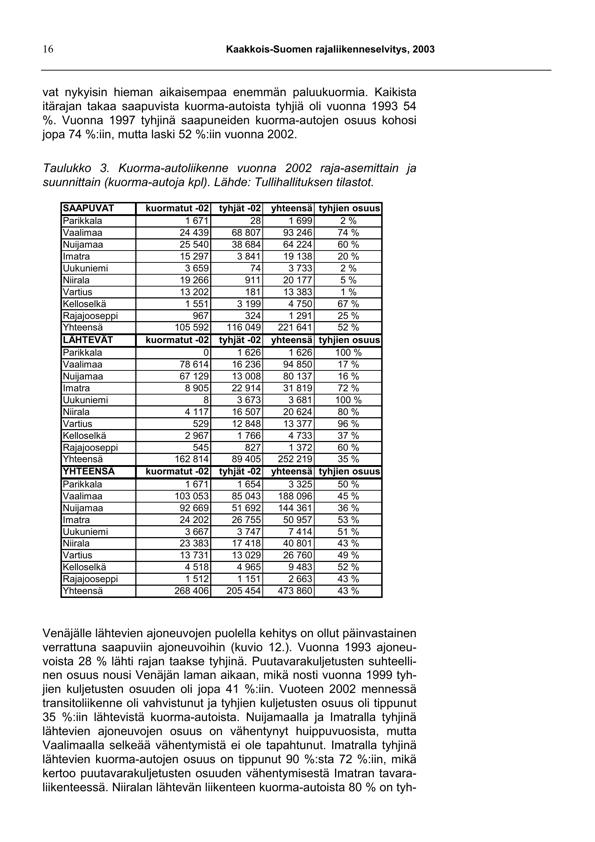 16
Kaakkois-Suomen rajaliikenneselvitys, 2003
vat nykyisin hieman aikaisempaa enemmän paluukuormia. Kaikista
itärajan takaa saapuvista kuorma-autoista tyhjiä oli vuonna 1993 54
%. Vuonna 1997 tyhjinä saapuneiden kuorma-autojen osuus kohosi
jopa 74 %:iin, mutta laski 52 %:iin vuonna 2002.
Taulukko 3. Kuorma-autoliikenne vuonna 2002 raja-asemittain ja
suunnittain (kuorma-autoja kpl). Lähde: Tullihallituksen tilastot.
SAAPUVAT kuormatut -02 tyhjät -02 yhteensä tyhjien osuus
Parikkala 1 671 28 1 699 2 %
Vaalimaa 24 439 68 807 93 246 74 %
Nuijamaa 25 540 38 684 64 224 60 %
Imatra 15 297 3 841 19 138 20 %
Uukuniemi 3 659 74 3 733 2 %
Niirala 19 266 911 20 177 5 %
Vartius 13 202 181 13 383 1 %
Kelloselkä 1 551 3 199 4 750 67 %
Rajajooseppi 967 324 1 291 25 %
Yhteensä 105 592 116 049 221 641 52 %
LÄHTEVÄT kuormatut -02 tyhjät -02 yhteensä tyhjien osuus
Parikkala 0 1 626 1 626 100 %
Vaalimaa 78 614 16 236 94 850 17 %
Nuijamaa 67 129 13 008 80 137 16 %
Imatra 8 905 22 914 31 819 72 %
Uukuniemi 8 3 673 3 681 100 %
Niirala 4 117 16 507 20 624 80 %
Vartius 529 12 848 13 377 96 %
Kelloselkä 2 967 1 766 4 733 37 %
Rajajooseppi 545 827 1 372 60 %
Yhteensä 162 814 89 405 252 219 35 %
YHTEENSÄ kuormatut -02 tyhjät -02 yhteensä tyhjien osuus
Parikkala 1 671 1 654 3 325 50 %
Vaalimaa 103 053 85 043 188 096 45 %
Nuijamaa 92 669 51 692 144 361 36 %
Imatra 24 202 26 755 50 957 53 %
Uukuniemi 3 667 3 747 7 414 51 %
Niirala 23 383 17 418 40 801 43 %
Vartius 13 731 13 029 26 760 49 %
Kelloselkä 4 518 4 965 9 483 52 %
Rajajooseppi 1 512 1 151 2 663 43 %
Yhteensä 268 406 205 454 473 860 43 %
Venäjälle lähtevien ajoneuvojen puolella kehitys on ollut päinvastainen
verrattuna saapuviin ajoneuvoihin (kuvio 12.). Vuonna 1993 ajoneu-
voista 28 % lähti rajan taakse tyhjinä. Puutavarakuljetusten suhteelli-
nen osuus nousi Venäjän laman aikaan, mikä nosti vuonna 1999 tyh-
jien kuljetusten osuuden oli jopa 41 %:iin. Vuoteen 2002 mennessä
transitoliikenne oli vahvistunut ja tyhjien kuljetusten osuus oli tippunut
35 %:iin lähtevistä kuorma-autoista. Nuijamaalla ja Imatralla tyhjinä
lähtevien ajoneuvojen osuus on vähentynyt huippuvuosista, mutta
Vaalimaalla selkeää vähentymistä ei ole tapahtunut. Imatralla tyhjinä
lähtevien kuorma-autojen osuus on tippunut 90 %:sta 72 %:iin, mikä
kertoo puutavarakuljetusten osuuden vähentymisestä Imatran tavara-
liikenteessä. Niiralan lähtevän liikenteen kuorma-autoista 80 % on tyh-